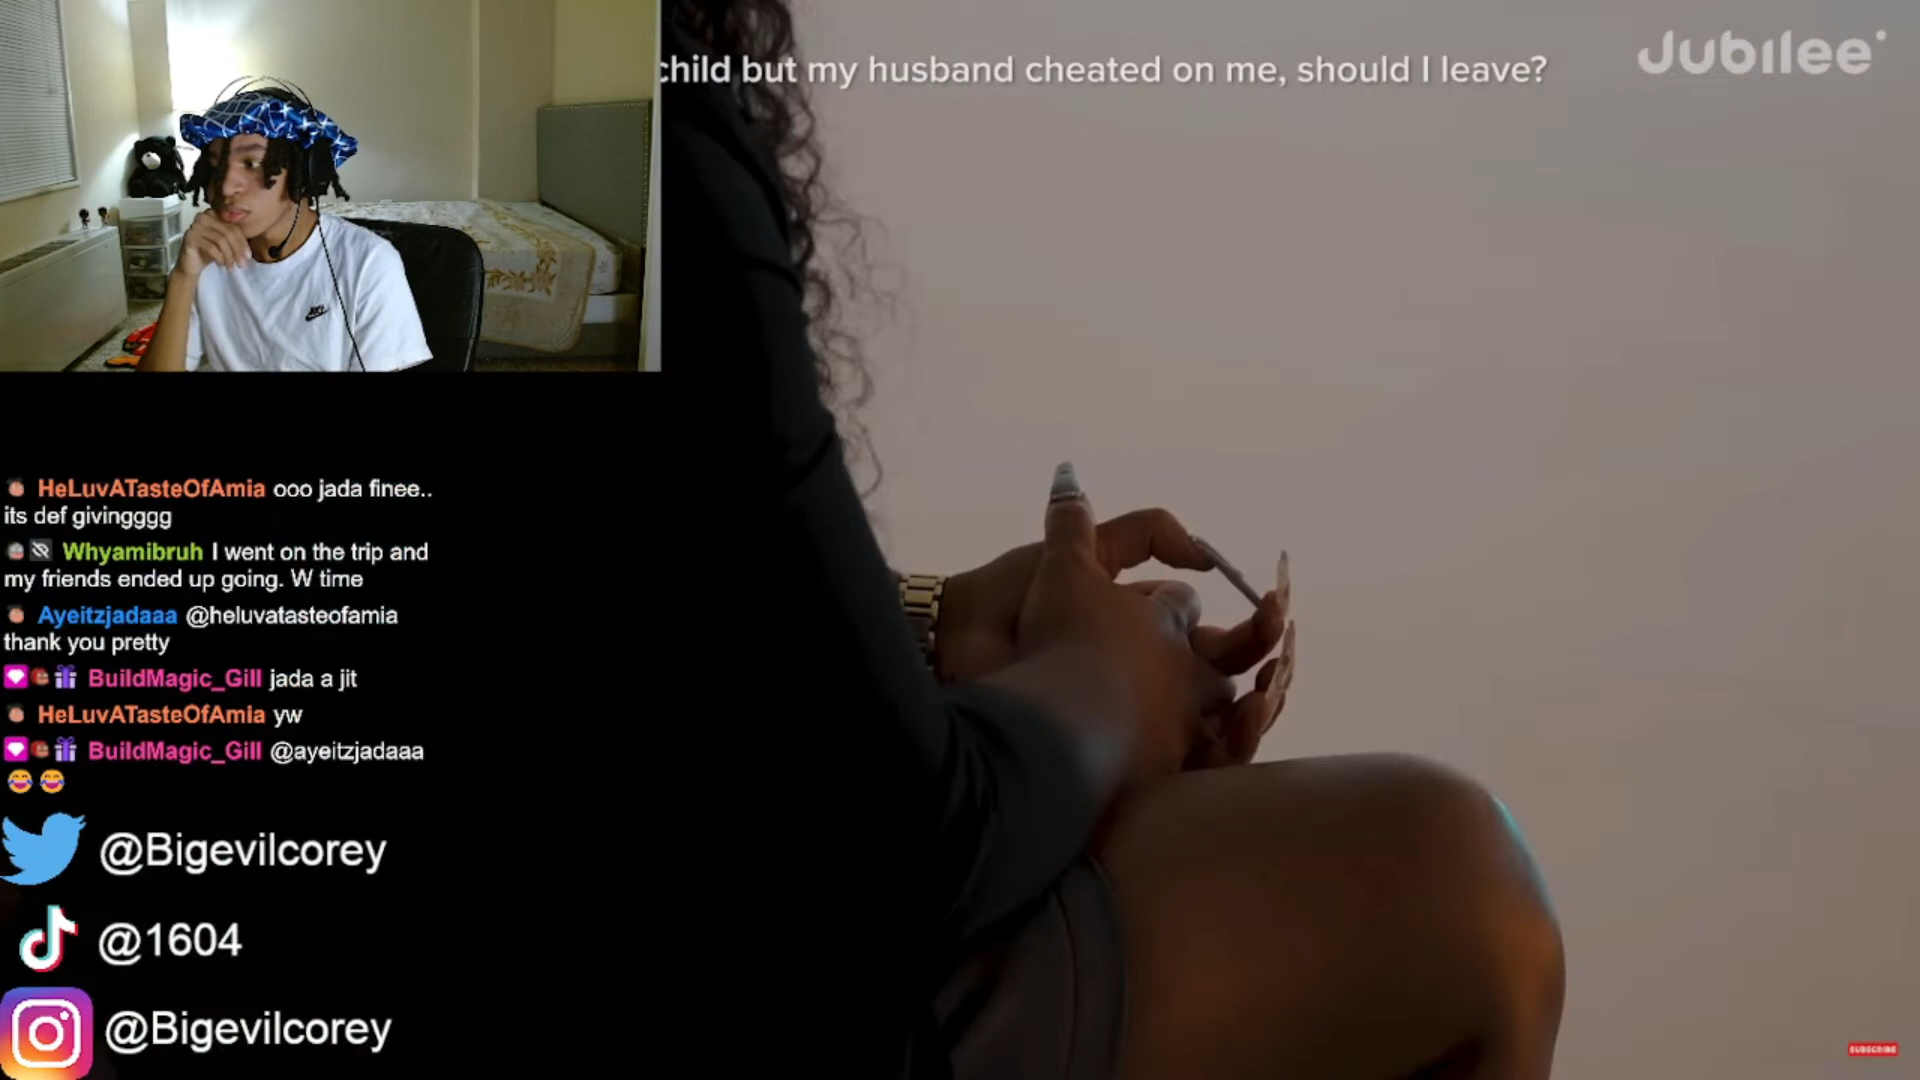 child but my husband cheated on me, should I leave?
Jubilee
HeLuvATasteOfAmia ooo jada finee..
its def givingggg
Whyamibruh I went on the trip and
my friends ended up going. W time
Ayeitzjadaaa @heluvatasteofamia
thank you pretty
BuildMagic_Gill jada a jit
HeLuvATasteOfAmia yw
BuildMagic_Gill @ayeitzjadaaa
😂 😂
@Bigevilcorey
@1604
@Bigevilcorey
SUBSCRIBE